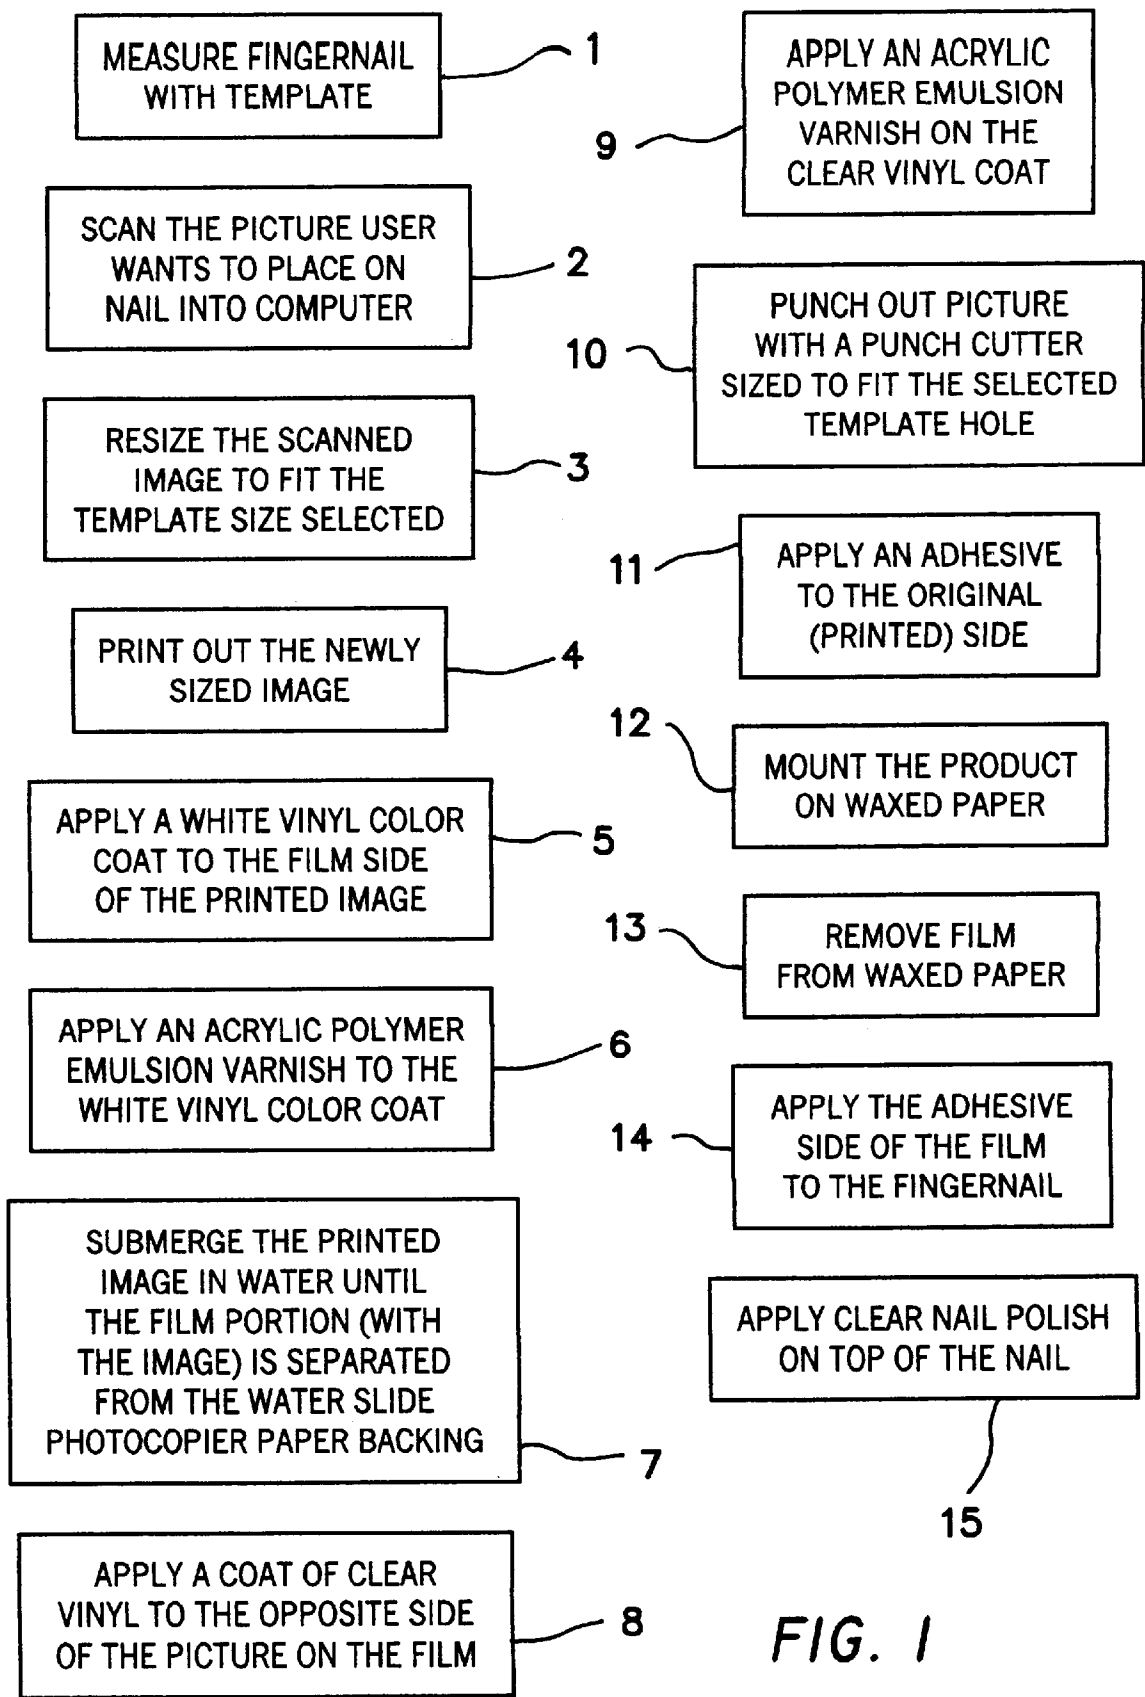 MEASURE FINGERNAIL
WITH TEMPLATE
1
SCAN THE PICTURE USER
WANTS TO PLACE ON
NAIL INTO COMPUTER
2
RESIZE THE SCANNED
IMAGE TO FIT THE
TEMPLATE SIZE SELECTED
3
PRINT OUT THE NEWLY
SIZED IMAGE
4
APPLY A WHITE VINYL COLOR
COAT TO THE FILM SIDE
OF THE PRINTED IMAGE
5
APPLY AN ACRYLIC POLYMER
EMULSION VARNISH TO THE
WHITE VINYL COLOR COAT
6
SUBMERGE THE PRINTED
IMAGE IN WATER UNTIL
THE FILM PORTION (WITH
THE IMAGE) IS SEPARATED
FROM THE WATER SLIDE
PHOTOCOPIER PAPER BACKING
7
APPLY A COAT OF CLEAR
VINYL TO THE OPPOSITE SIDE
OF THE PICTURE ON THE FILM
8
APPLY AN ACRYLIC
POLYMER EMULSION
VARNISH ON THE
CLEAR VINYL COAT
9
PUNCH OUT PICTURE
WITH A PUNCH CUTTER
SIZED TO FIT THE SELECTED
TEMPLATE HOLE
10
APPLY AN ADHESIVE
TO THE ORIGINAL
(PRINTED) SIDE
11
MOUNT THE PRODUCT
ON WAXED PAPER
12
REMOVE FILM
FROM WAXED PAPER
13
APPLY THE ADHESIVE
SIDE OF THE FILM
TO THE FINGERNAIL
14
APPLY CLEAR NAIL POLISH
ON TOP OF THE NAIL
15
FIG. 1